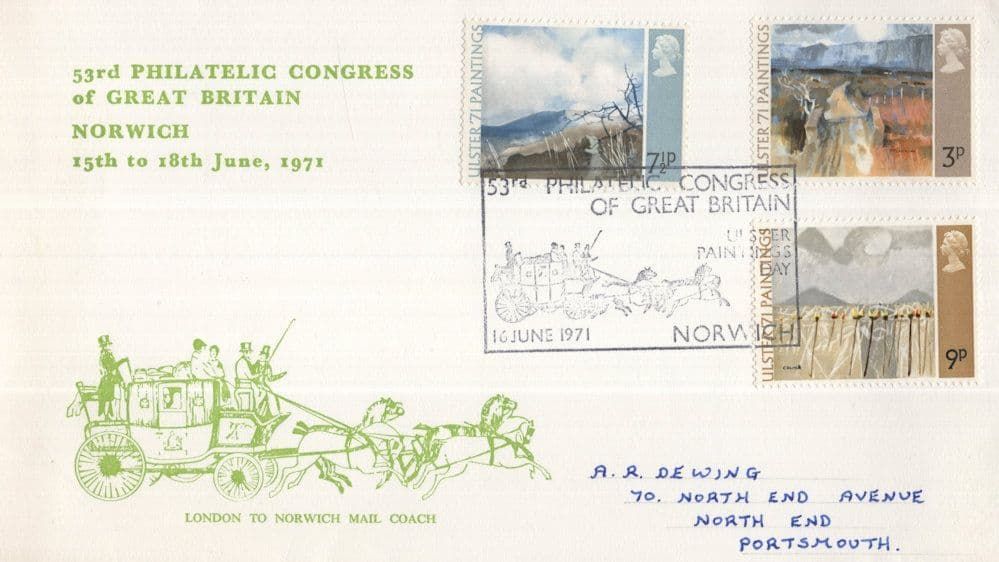 53rd PHILATELIC CONGRESS
of GREAT BRITAIN
NORWICH
15th to 18th June, 1971
ULSTER '71 PAINTINGS
7½P
ULSTER '71 PAINTINGS
3P
53rd PHILATELIC CONGRESS
OF GREAT BRITAIN
ULSTER
PAINTINGS
DAY
16 JUNE 1971 NORWICH
ULSTER '71 PAINTINGS
9P
LONDON TO NORWICH MAIL COACH
A. R. DEWING
70. NORTH END AVENUE
NORTH END
PORTSMOUTH.